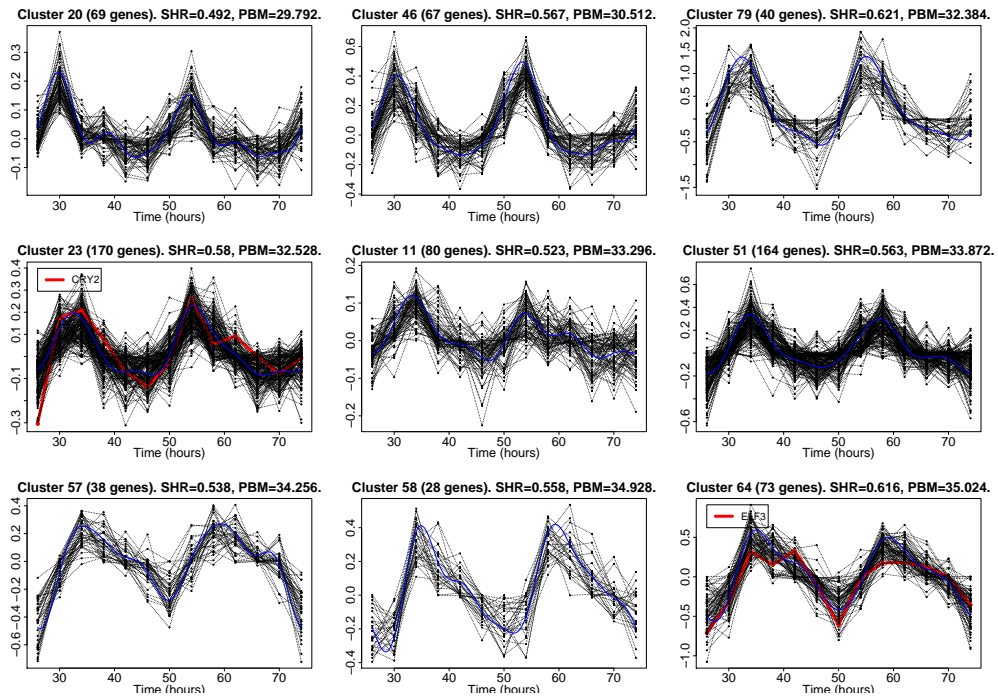 Cluster 20 (69 genes). SHR=0.492, PBM=29.792.
−0.1 0.0 0.1 0.2 0.3
30 40 50 60 70
Time (hours)
Cluster 46 (67 genes). SHR=0.567, PBM=30.512.
−0.4 −0.2 0.0 0.2 0.4 0.6
30 40 50 60 70
Time (hours)
Cluster 79 (40 genes). SHR=0.621, PBM=32.384.
−1.5 −0.5 0.5 1.0 1.5 2.0
30 40 50 60 70
Time (hours)
Cluster 23 (170 genes). SHR=0.58, PBM=32.528.
CRY2
−0.3 −0.1 0.1 0.2 0.3 0.4
30 40 50 60 70
Time (hours)
Cluster 11 (80 genes). SHR=0.523, PBM=33.296.
−0.2 −0.1 0.0 0.1 0.2
30 40 50 60 70
Time (hours)
Cluster 51 (164 genes). SHR=0.563, PBM=33.872.
−0.6 −0.2 0.2 0.4 0.6
30 40 50 60 70
Time (hours)
Cluster 57 (38 genes). SHR=0.538, PBM=34.256.
−0.6 −0.4 −0.2 0.0 0.2 0.4
30 40 50 60 70
Time (hours)
Cluster 58 (28 genes). SHR=0.558, PBM=34.928.
−0.4 −0.2 0.0 0.2 0.4
30 40 50 60 70
Time (hours)
Cluster 64 (73 genes). SHR=0.616, PBM=35.024.
ELF3
−1.0 −0.5 0.0 0.5
30 40 50 60 70
Time (hours)